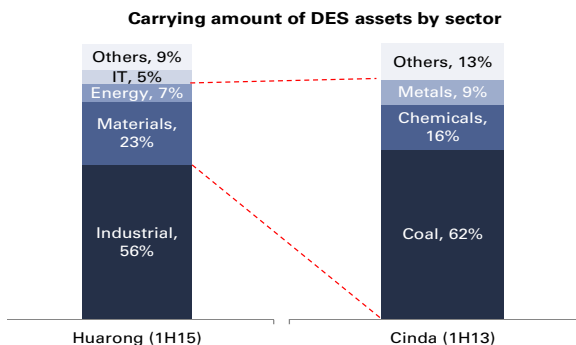 Carrying amount of DES assets by sector
Others, 9%
IT, 5%
Energy, 7%
Materials,
23%
Industrial,
56%
Others, 13%
Metals, 9%
Chemicals,
16%
Coal, 62%
Huarong (1H15)
Cinda (1H13)